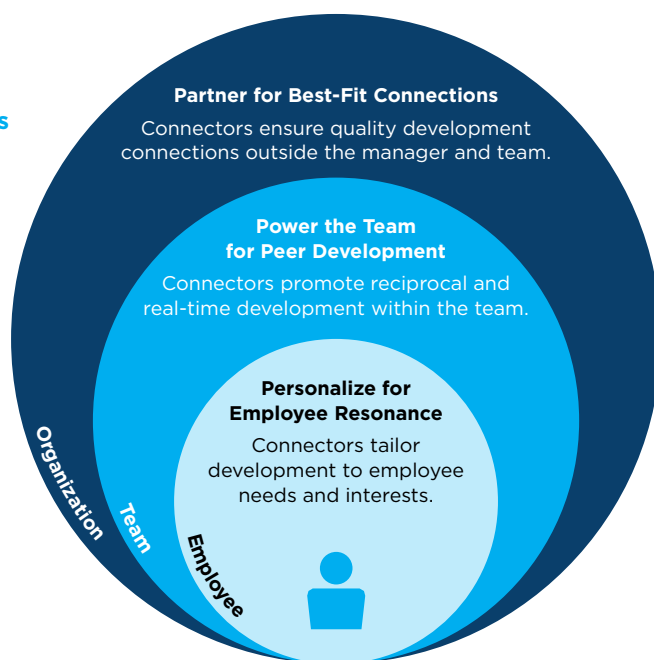 s
Partner for Best-Fit Connections
Connectors ensure quality development
connections outside the manager and team.
Power the Team
for Peer Development
Connectors promote reciprocal and
real-time development within the team.
Personalize for
Employee Resonance
Connectors tailor
development to employee
needs and interests.
Organization
Team
Employee